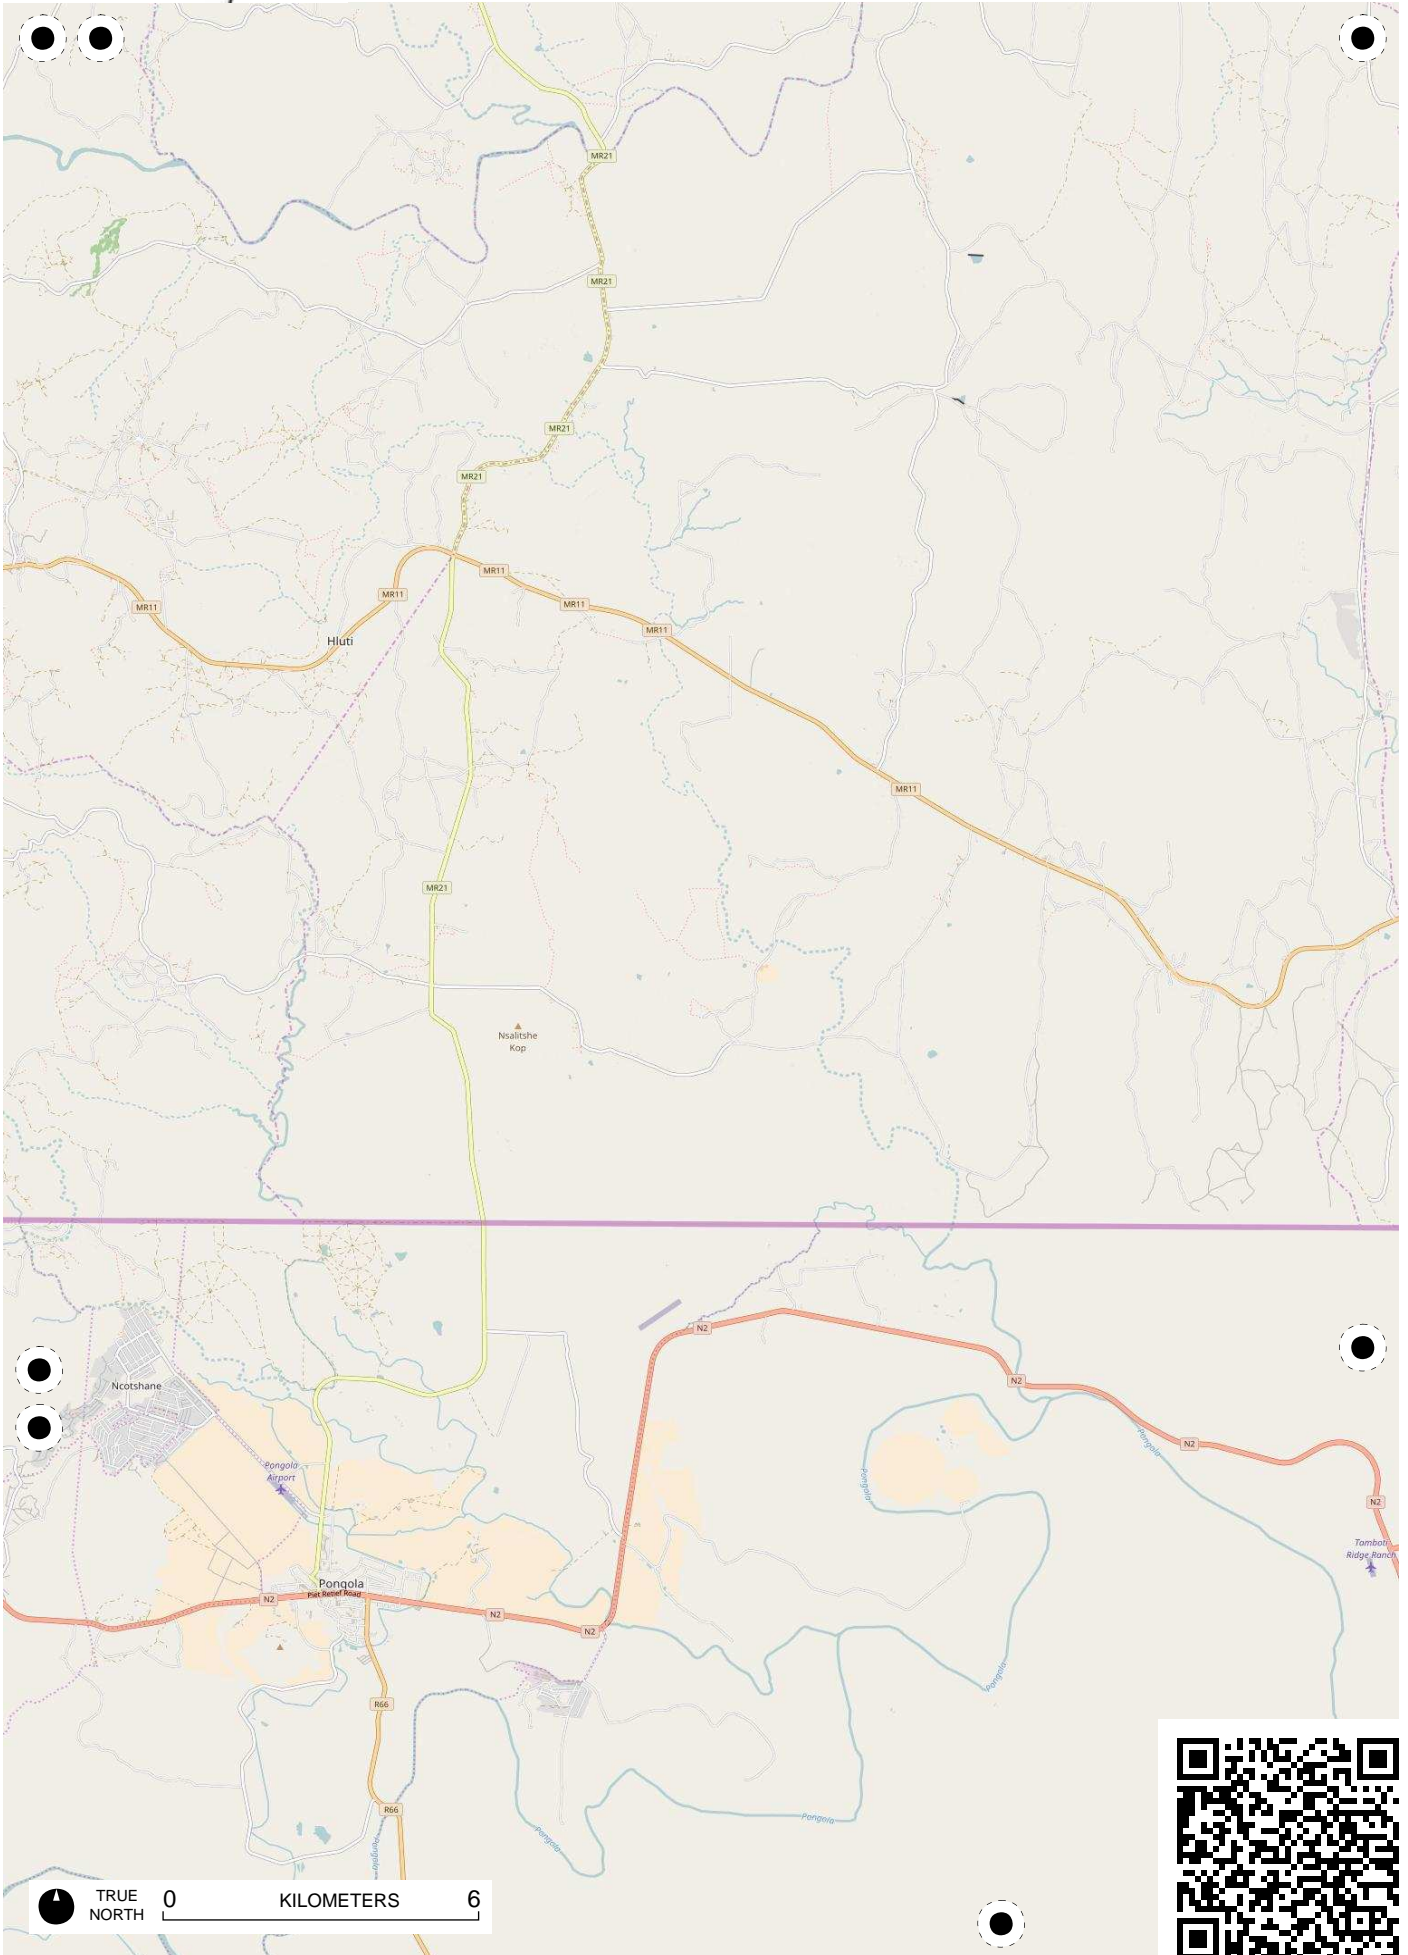 MR21
MR21
MR21
MR21
MR11
MR11
MR11
MR11
MR11
Hluti
MR11
MR21
Nsalitshe
Kop
N2
N2
Ncotshane
N2
Pongola
Pongola
Airport
Pongola
N2
Tamboti
Ridge Ranch
Pongola
Piet Retief Road
N2
N2
N2
Pongola
R66
R66
Pongola
Pongola
Pongola
TRUE
NORTH
0 KILOMETERS 6